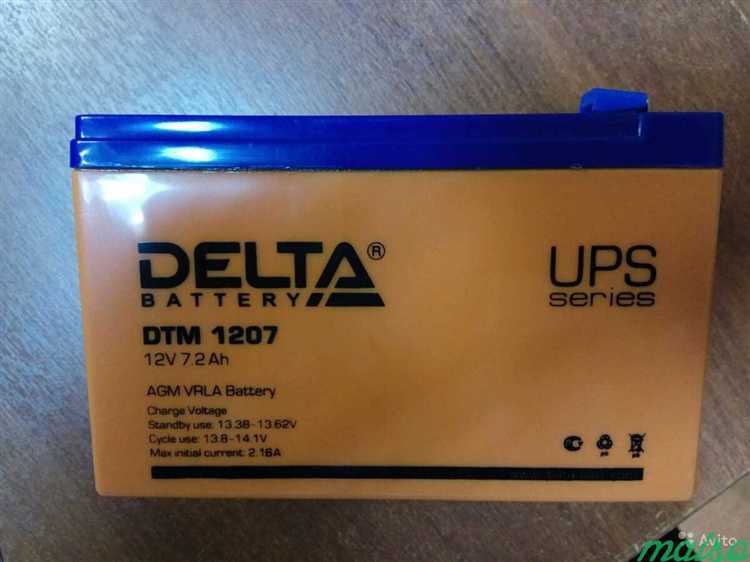 DELTA®
BATTERY
UPS
series
DTM 1207
12V 7.2Ah
AGM VRLA Battery
Charge Voltage
Standby use: 13.38-13.62V
Cycle use: 13.8-14.1V
Max initial current: 2.16A
Avito